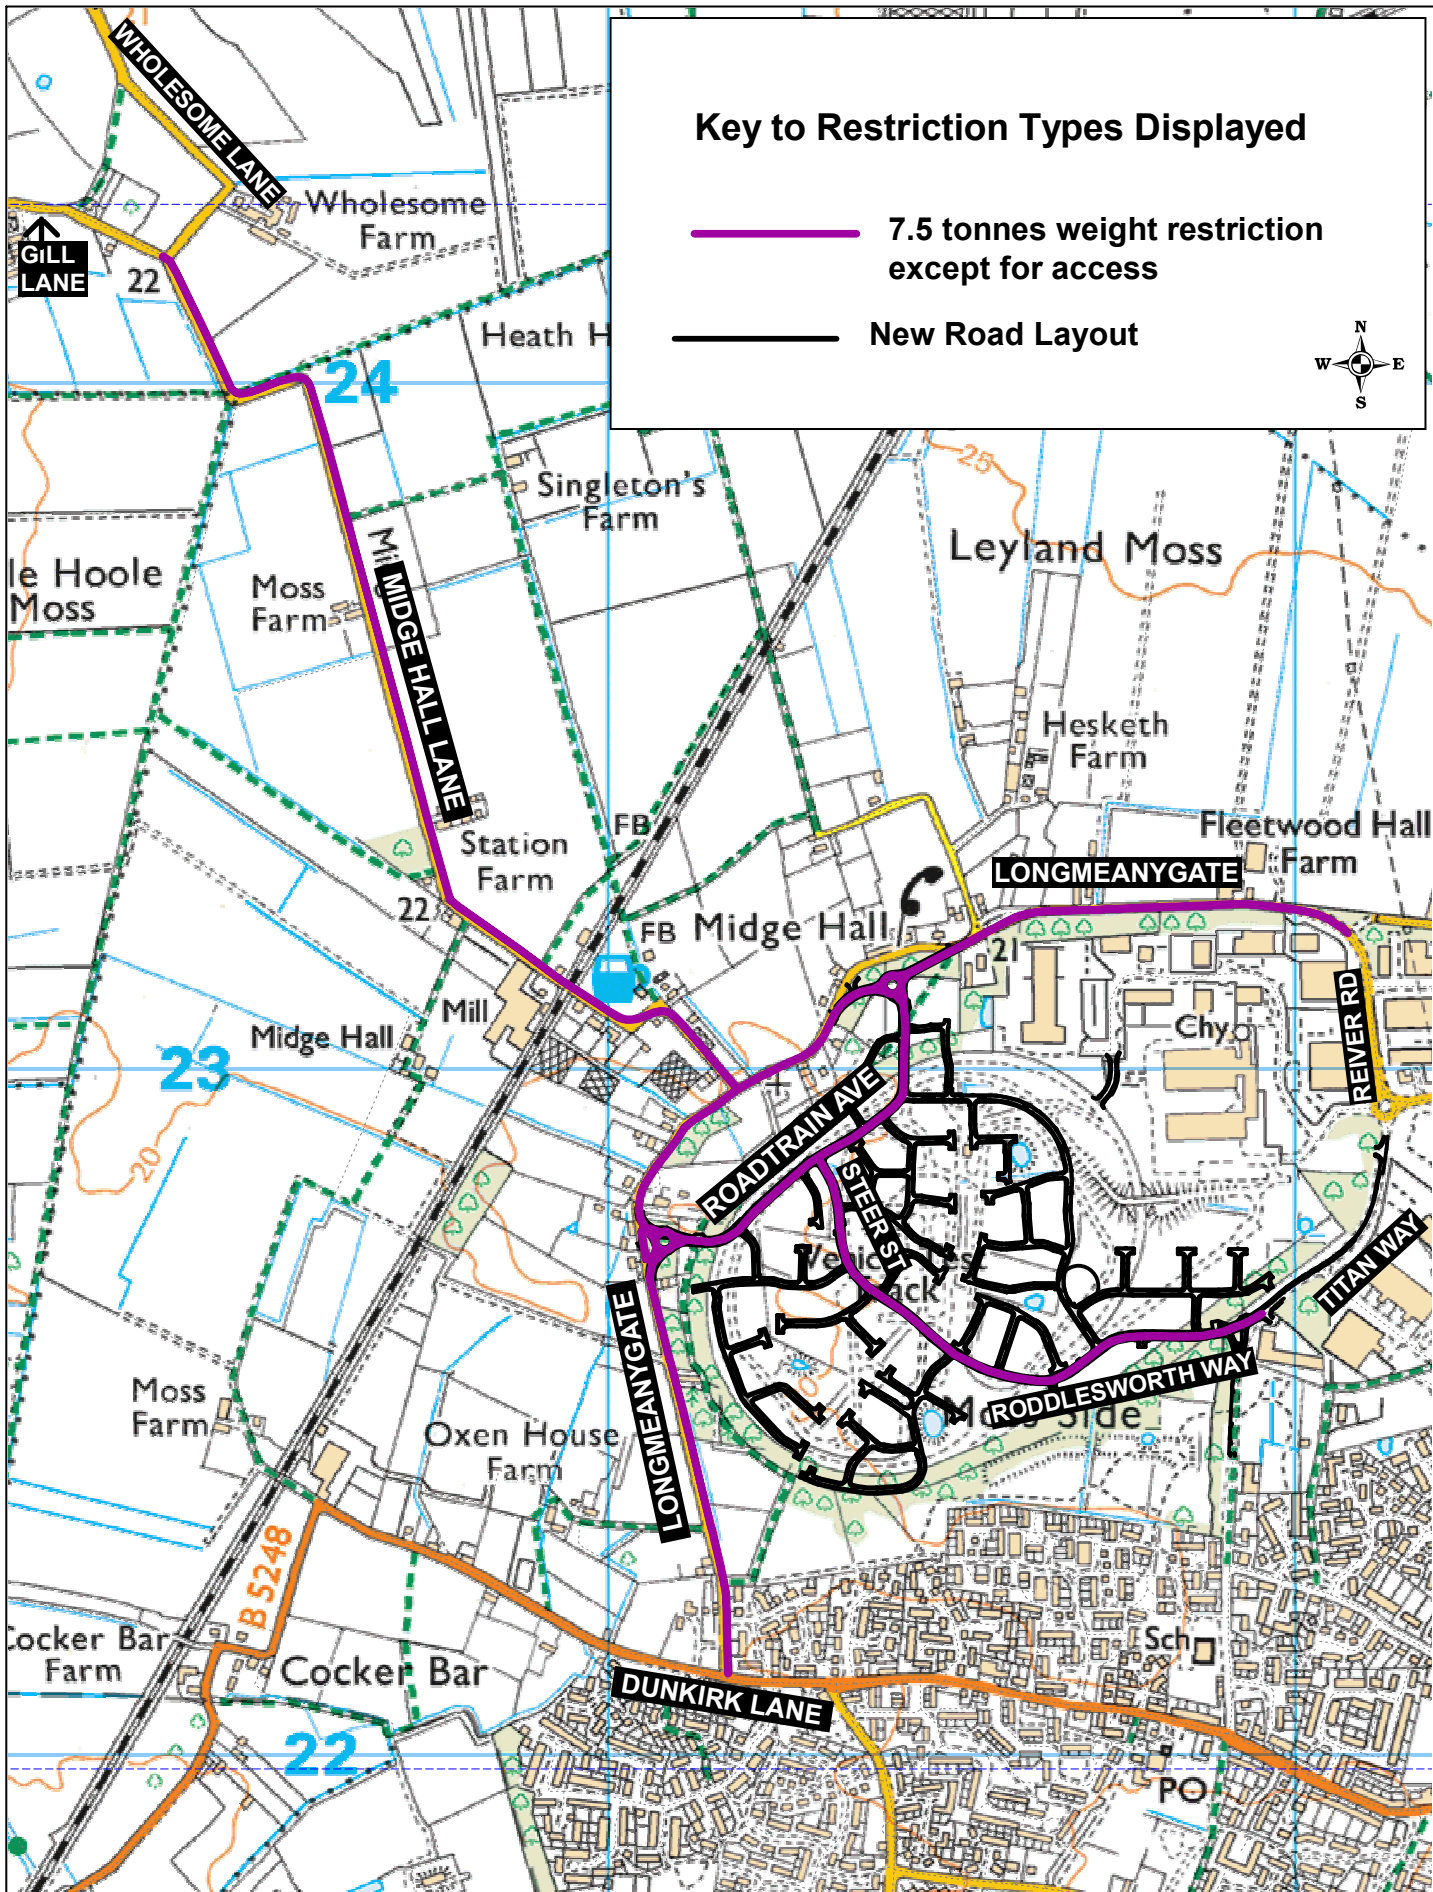 WHOLESOME LANE
Key to Restriction Types Displayed
7.5 tonnes weight restriction
except for access
New Road Layout
N
W
E
S
Wholesome
Farm
GILL
LANE
22
Heath H
24
25
Singleton's
Farm
Leyland Moss
le Hoole
Moss
Moss
Farm
MIDGE HALL LANE
Hesketh
Farm
Station
Farm
FB
Fleetwood Hall
Farm
LONGMEANYGATE
22
FB
Midge Hall
21
REIVER RD
Mill
Midge Hall
Chy
23
20
ROADTRAIN AVE
STEER ST
TITAN WAY
LONGMEANYGATE
RODDLESWORTH WAY
Moss
Farm
Oxen House
Farm
Side
B 5248
Cocker Bar
Farm
Cocker Bar
Sch
DUNKIRK LANE
22
PO